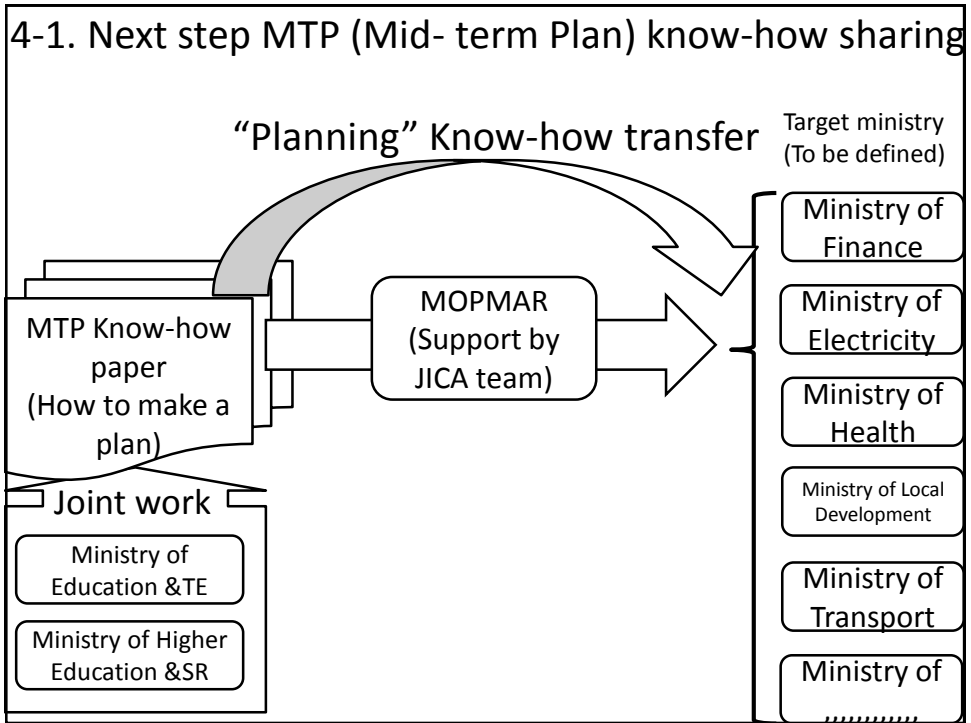 4-1. Next step MTP (Mid- term Plan) know-how sharing
“Planning” Know-how transfer
Target ministry
(To be defined)
MTP Know-how
paper
(How to make a
plan)
Joint work
Ministry of
Education &TE
Ministry of Higher
Education &SR
MOPMAR
(Support by
JICA team)
Ministry of
Finance
Ministry of
Electricity
Ministry of
Health
Ministry of Local
Development
Ministry of
Transport
Ministry of
,,,,,,,,,,,,